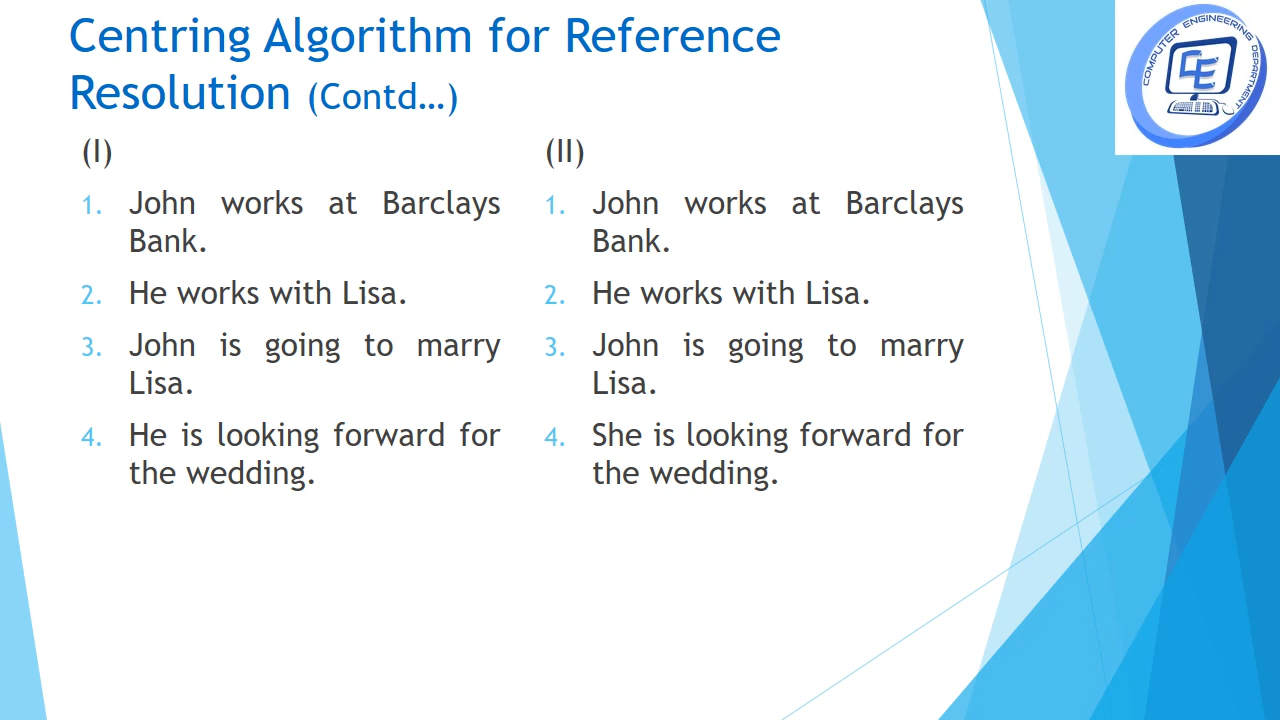 Centring Algorithm for Reference
Resolution (Contd…)
COMPUTER ENGINEERING DEPARTMENT
CE
(I)
1. John works at Barclays
Bank.
2. He works with Lisa.
3. John is going to marry
Lisa.
4. He is looking forward for
the wedding.
(II)
1. John works at Barclays
Bank.
2. He works with Lisa.
3. John is going to marry
Lisa.
4. She is looking forward for
the wedding.